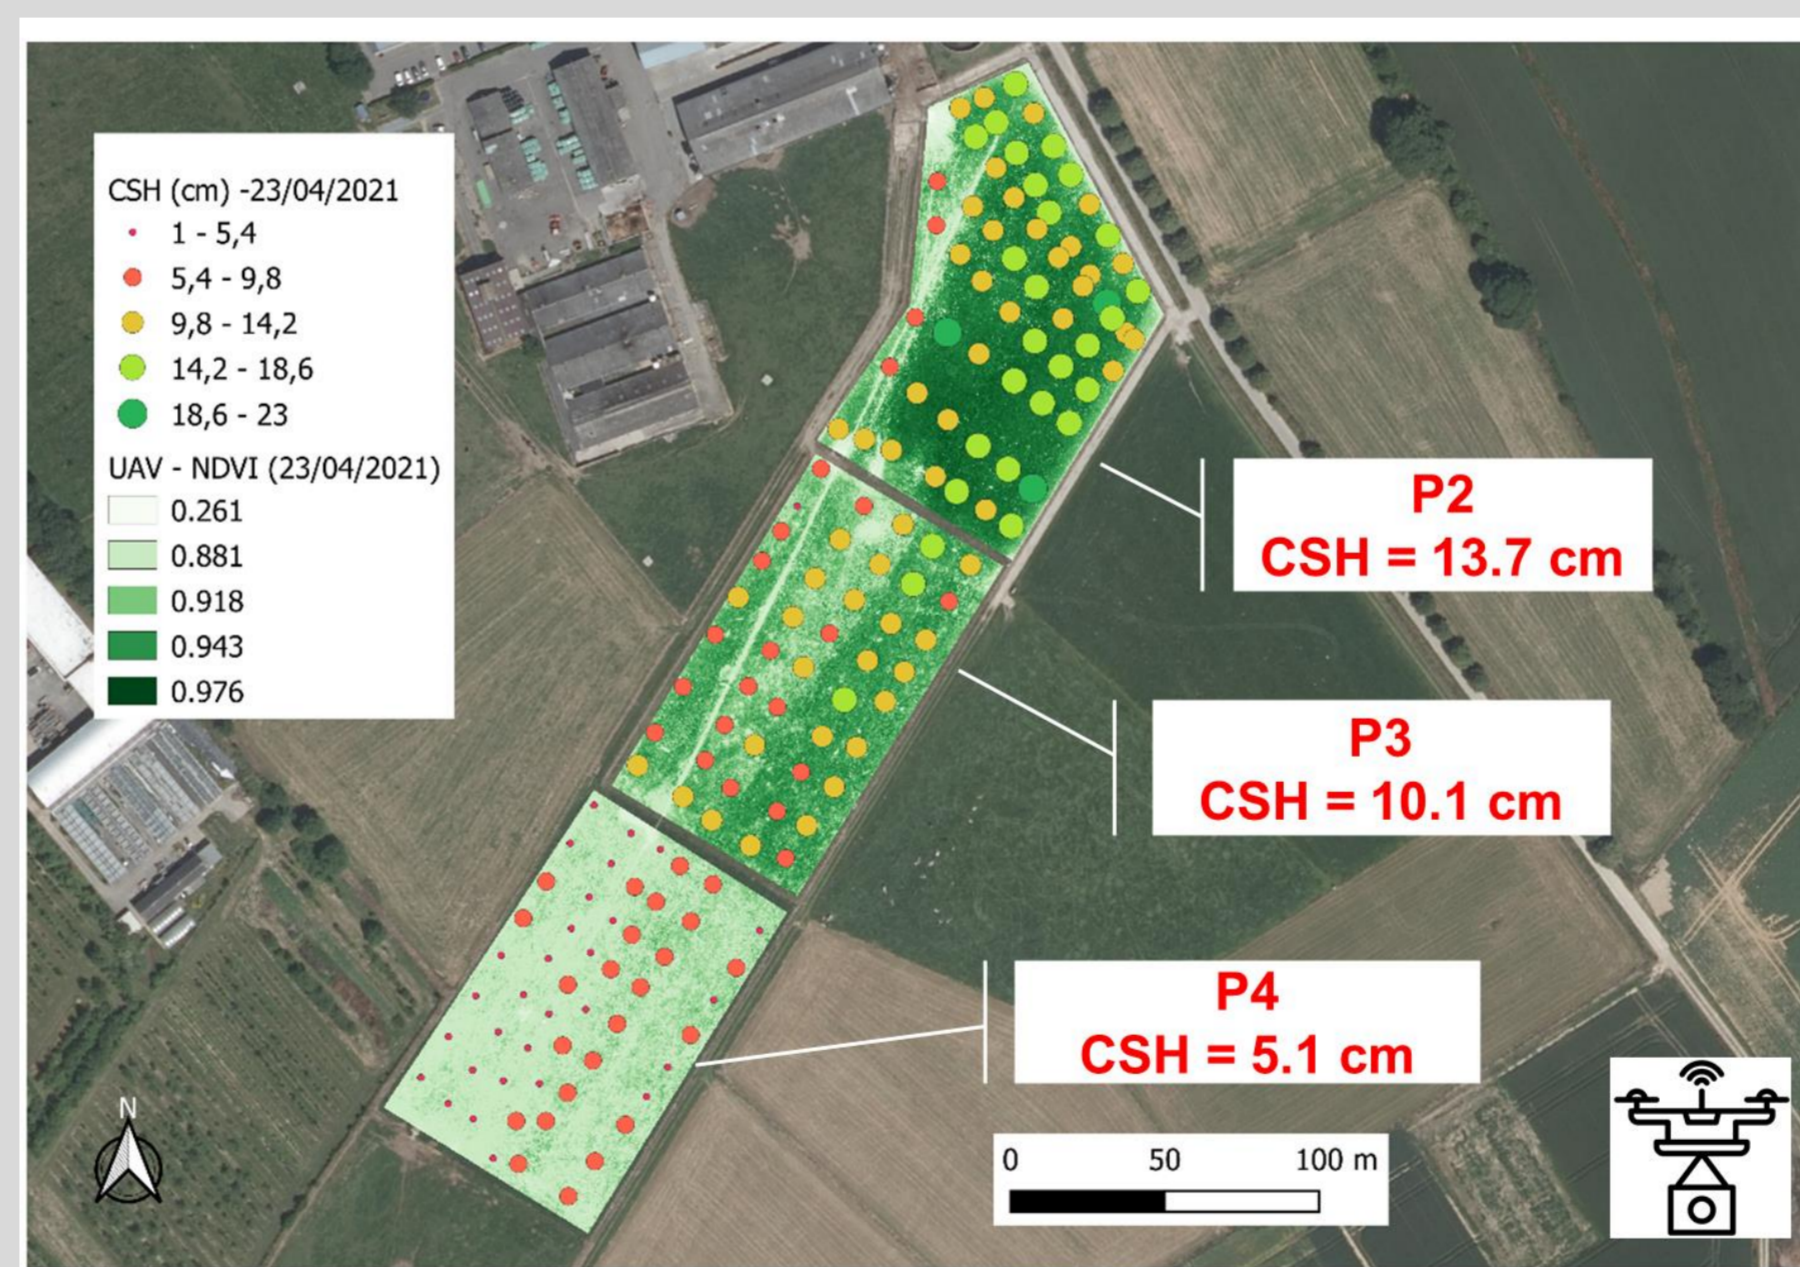 CSH (cm) -23/04/2021
1 - 5,4
5,4 - 9,8
9,8 - 14,2
14,2 - 18,6
18,6 - 23
UAV - NDVI (23/04/2021)
0.261
0.881
0.918
0.943
0.976
P2
CSH = 13.7 cm
P3
CSH = 10.1 cm
P4
CSH = 5.1 cm
N
0 50 100 m